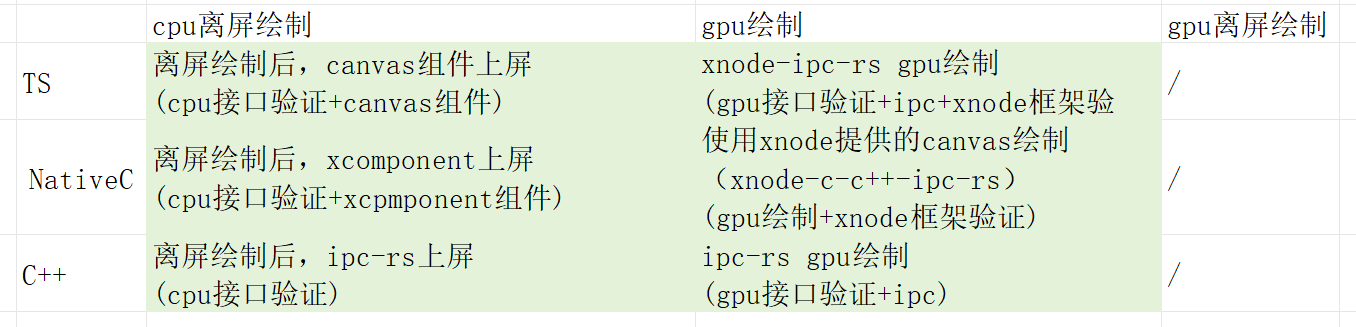 cpu离屏绘制 gpu绘制 gpu离屏绘制
TS
离屏绘制后，canvas组件上屏
(cpu接口验证+canvas组件)
xnode-ipc-rs gpu绘制
(gpu接口验证+ipc+xnode框架验
/
NativeC
离屏绘制后，xcomponent上屏
(cpu接口验证+xcpmponent组件)
使用xnode提供的canvas绘制
（xnode-c-c++-ipc-rs）
(gpu绘制+xnode框架验证)
/
C++
离屏绘制后，ipc-rs上屏
(cpu接口验证)
ipc-rs gpu绘制
(gpu接口验证+ipc)
/